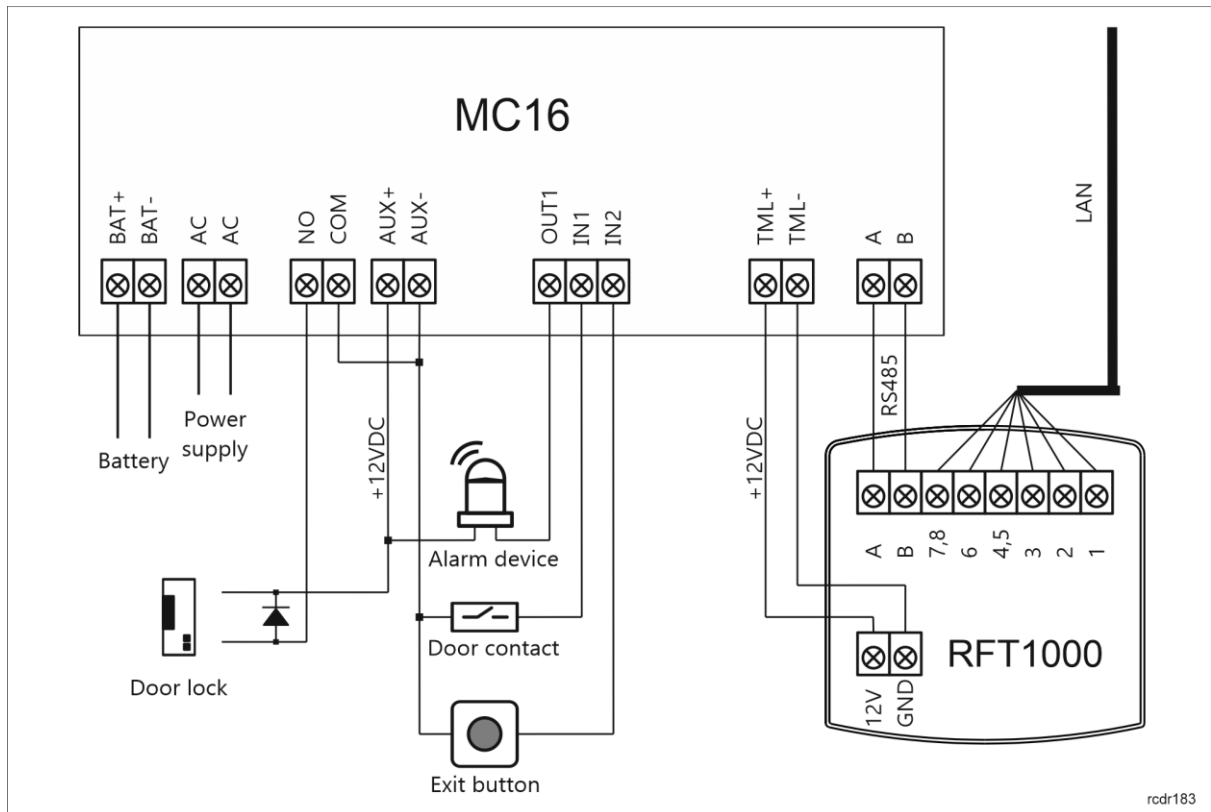 MC16
BAT+
BAT-
AC
AC
NO
COM
AUX+
AUX-
OUT1
IN1
IN2
TML+
TML-
A
B
LAN
Battery
Power
supply
+12VDC
+12VDC
RS485
Alarm device
Door contact
Exit button
Door lock
A
B
7,8
6
4,5
3
2
1
12V
GND
RFT1000
rcdr183